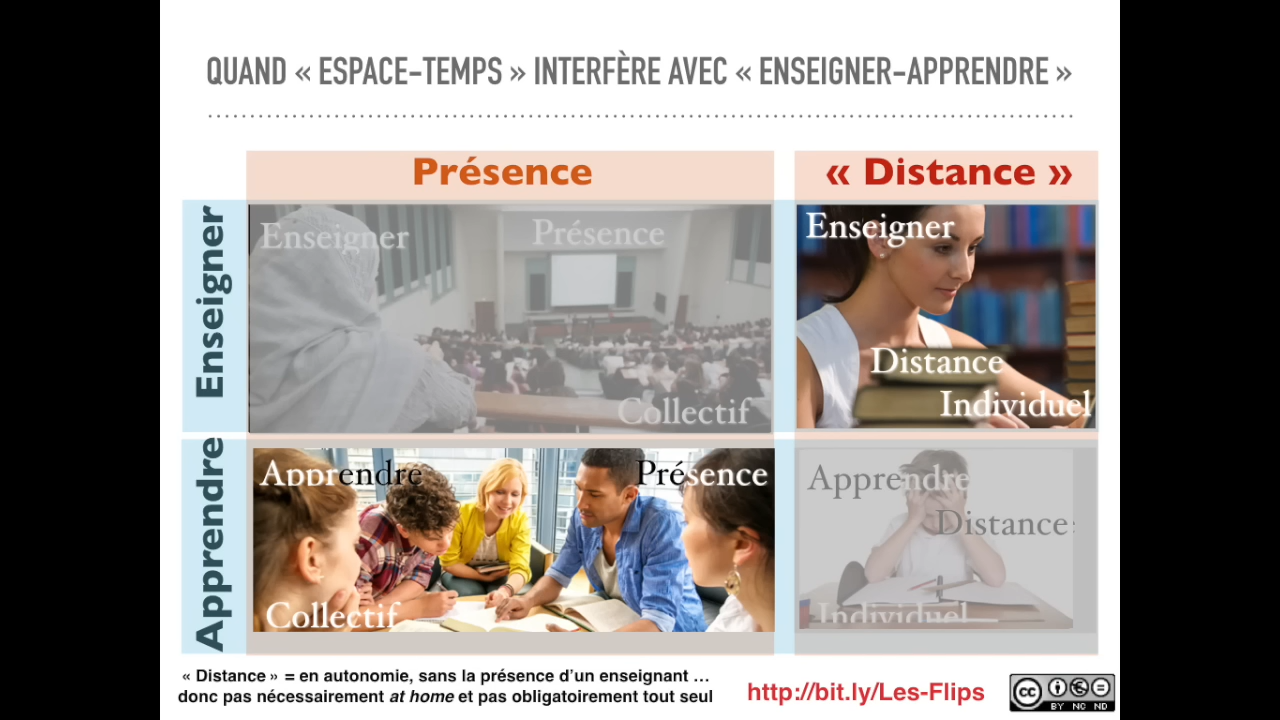 QUAND « ESPACE-TEMPS » INTERFÈRE AVEC « ENSEIGNER-APPRENDRE »
Présence
« Distance »
Enseigner
Enseigner
Présence
Collectif
Enseigner
Distance
Individuel
Apprendre
Apprendre
Présence
Collectif
Apprendre
Distance
Individuel
« Distance » = en autonomie, sans la présence d'un enseignant …
donc pas nécessairement at home et pas obligatoirement tout seul
http://bit.ly/Les-Flips
cc
BY NC ND